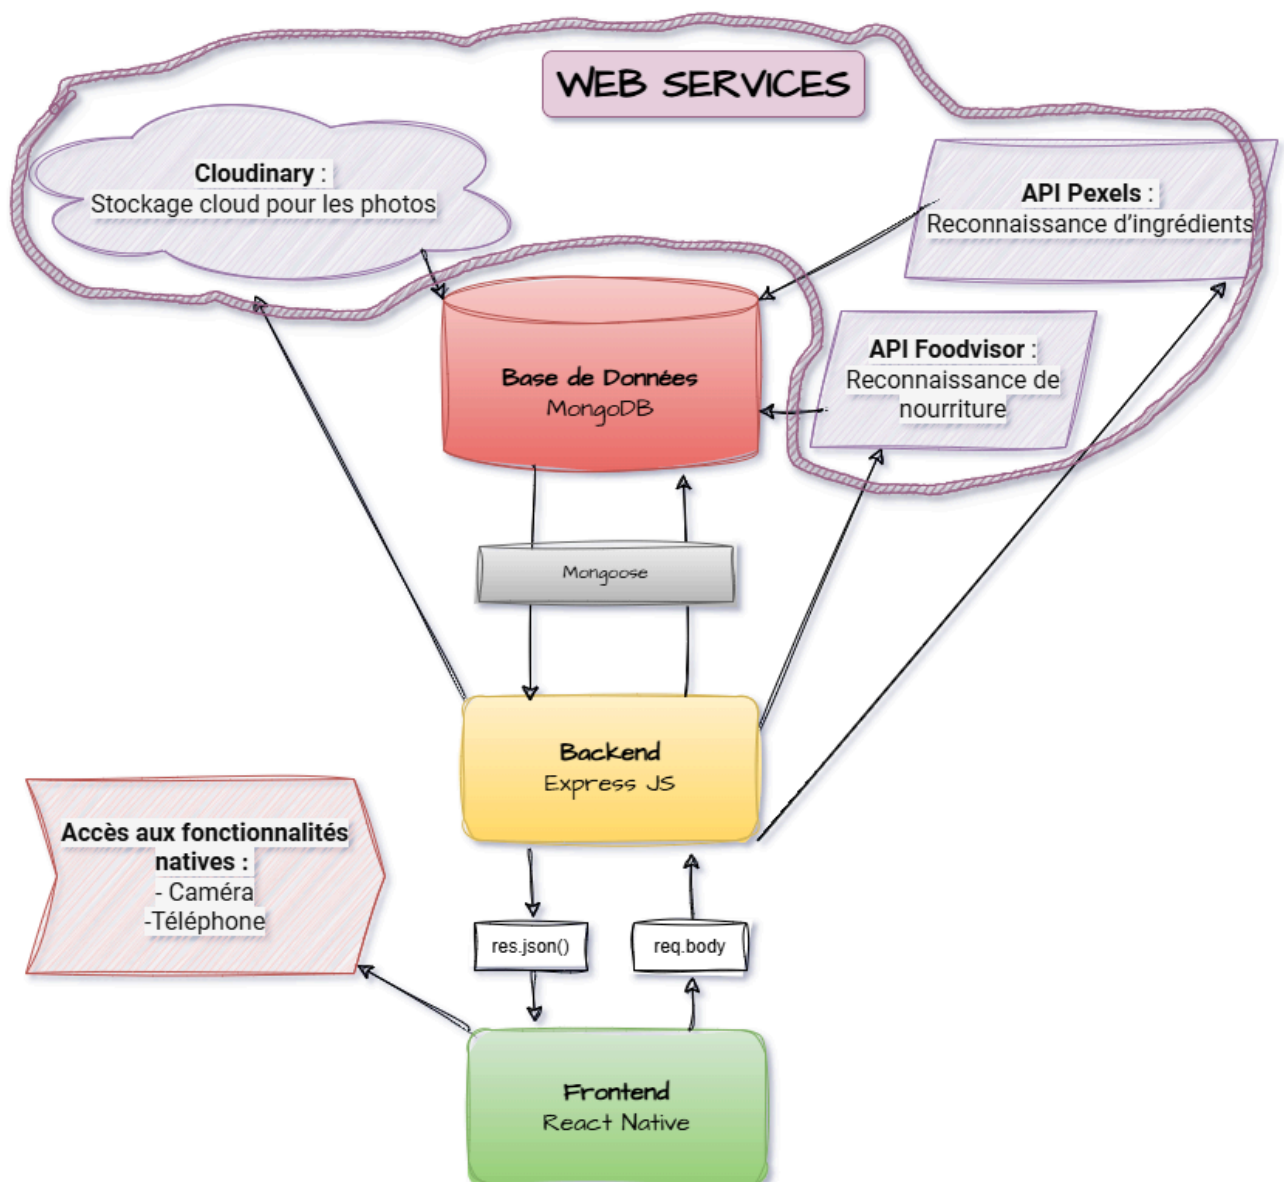 WEB SERVICES
Cloudinary :
Stockage cloud pour les photos
API Pexels :
Reconnaissance d’ingrédients
API Foodvisor :
Reconnaissance de
nourriture
Base de Données
MongoDB
Mongoose
Backend
Express JS
Accès aux fonctionnalités
natives :
- Caméra
-Téléphone
res.json()
req.body
Frontend
React Native